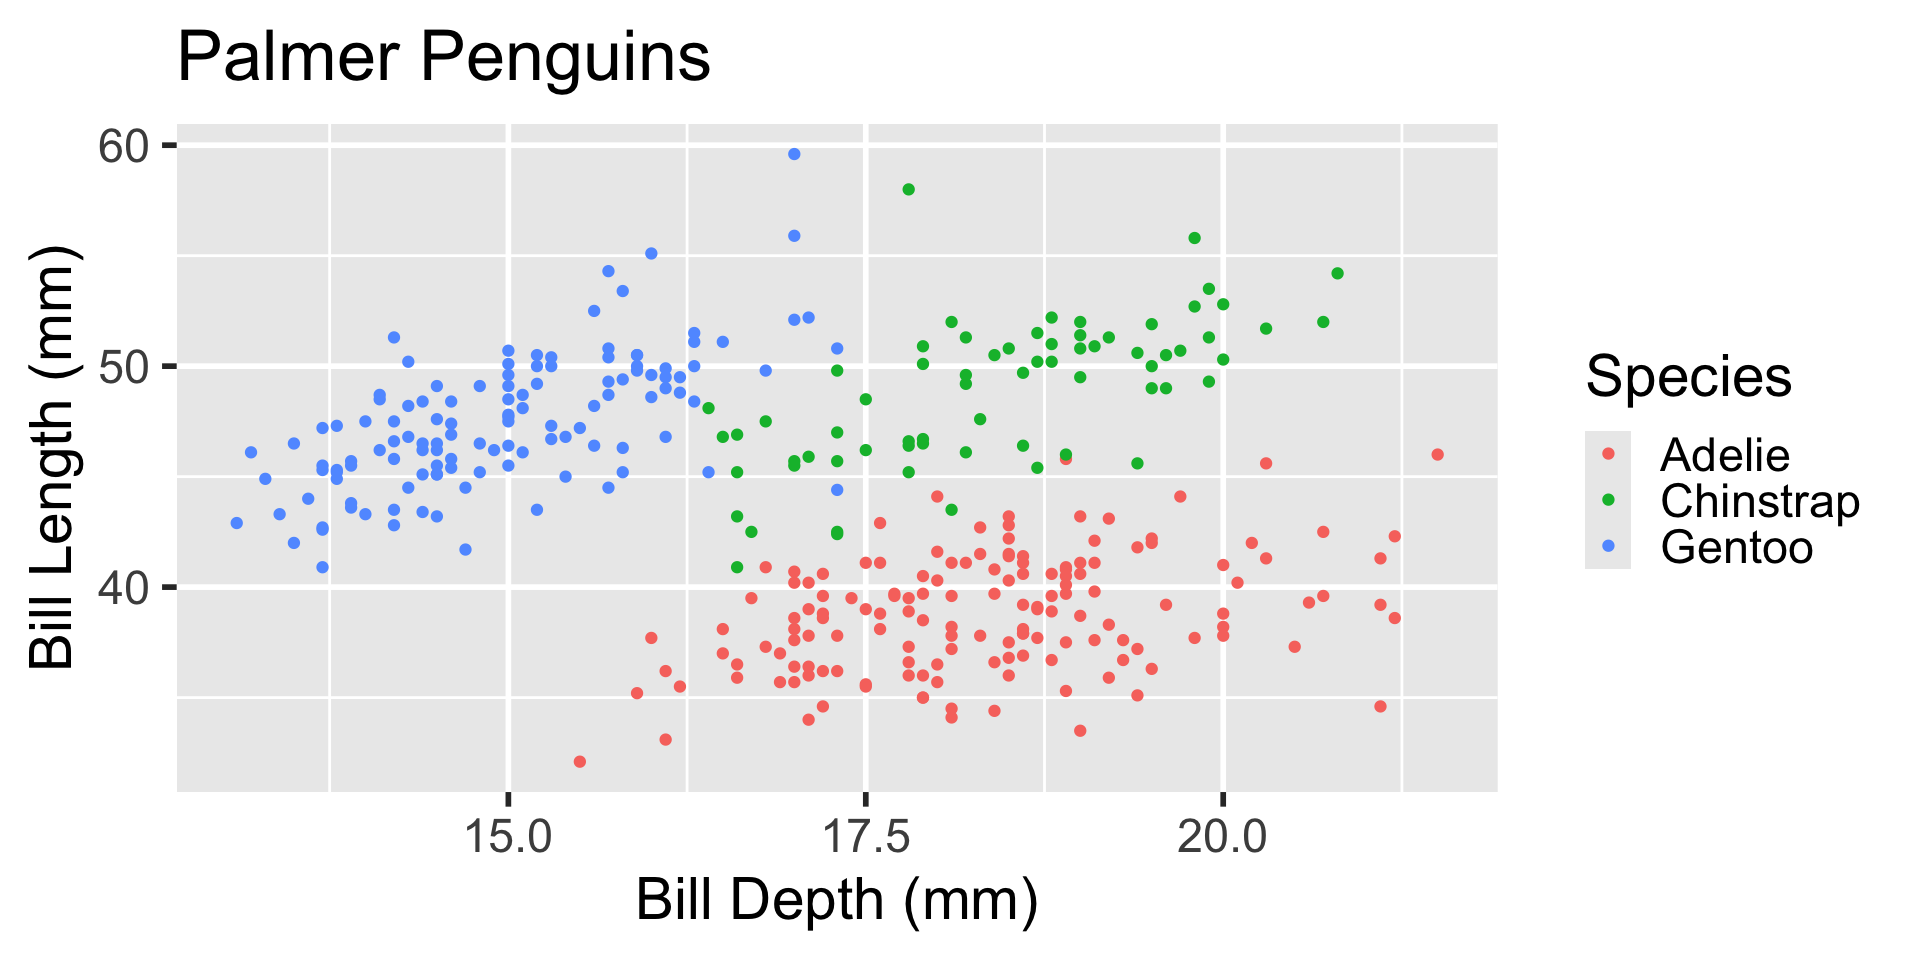 Palmer Penguins
60
50
40
Bill Length (mm)
15.0
17.5
20.0
Bill Depth (mm)
Species
Adelie
Chinstrap
Gentoo